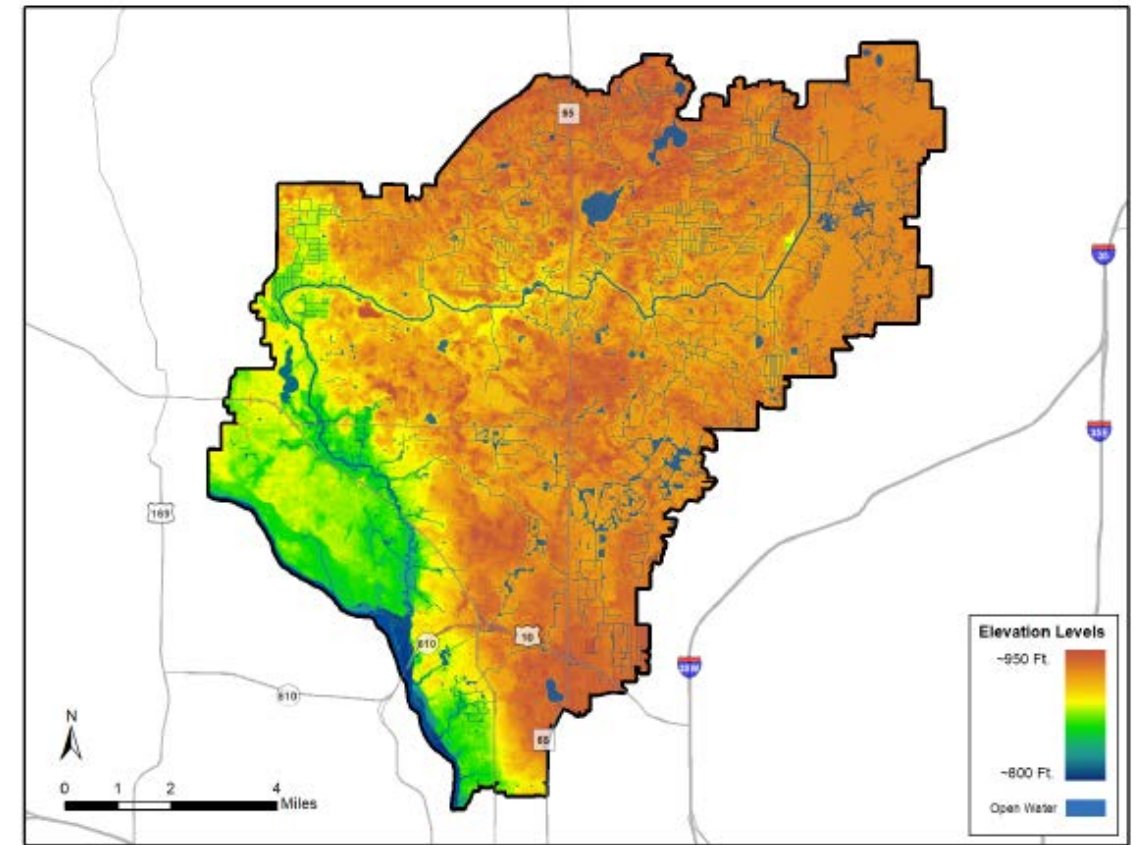 65
35
35E
169
10
610
610
35W
65
Elevation Levels
~950 Ft.
~800 Ft.
Open Water
N
0 1 2 4
Miles